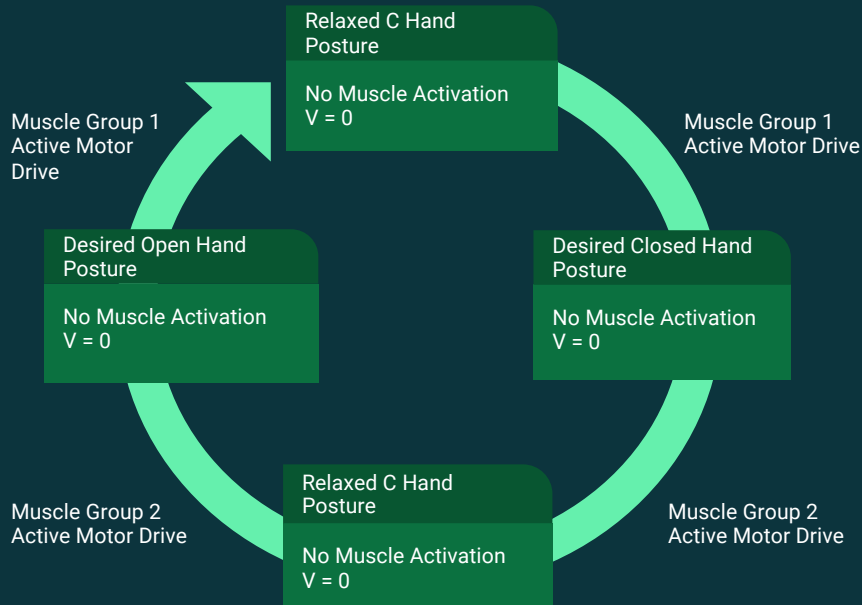 Relaxed C Hand
Posture
No Muscle Activation
V = 0
Muscle Group 1
Active Motor
Drive
Muscle Group 1
Active Motor Drive
Desired Open Hand
Posture
No Muscle Activation
V = 0
Desired Closed Hand
Posture
No Muscle Activation
V = 0
Muscle Group 2
Active Motor Drive
Relaxed C Hand
Posture
No Muscle Activation
V = 0
Muscle Group 2
Active Motor Drive